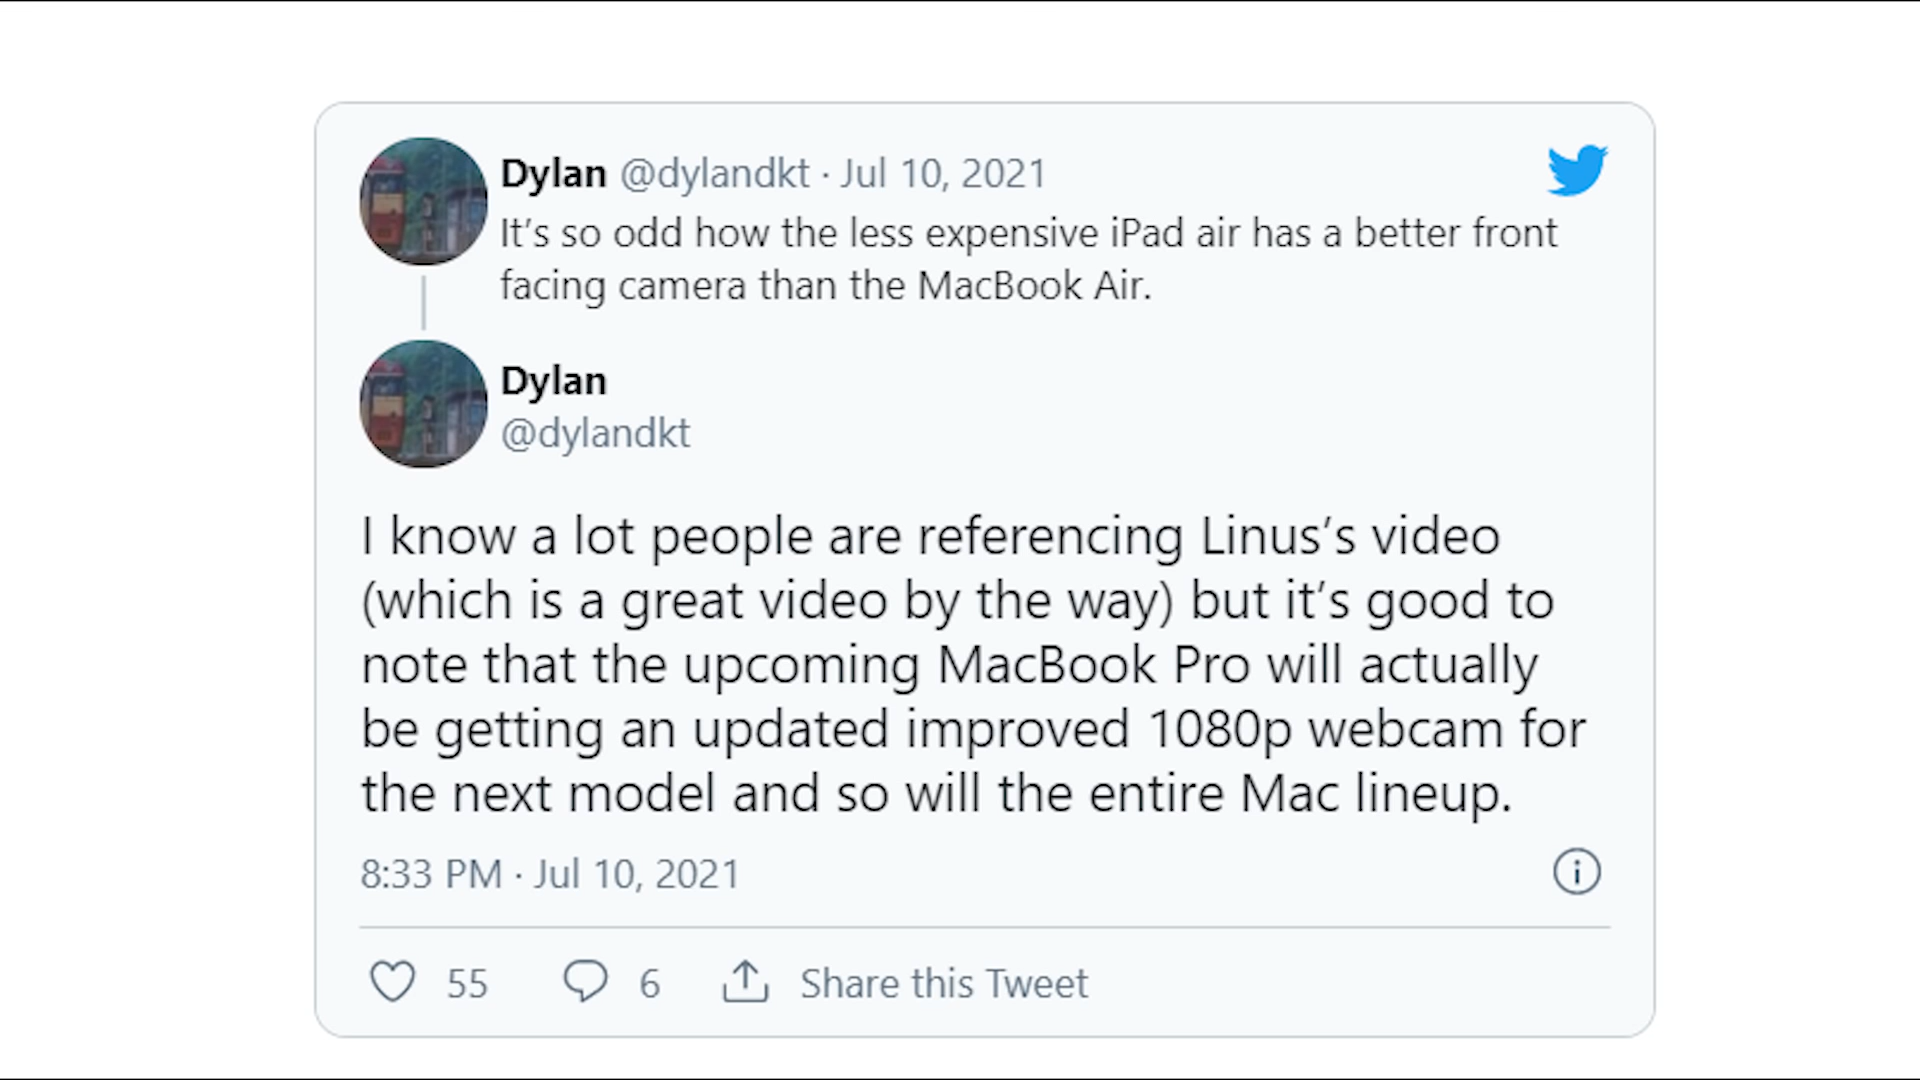 Dylan @dylandkt · Jul 10, 2021
It’s so odd how the less expensive iPad air has a better front
facing camera than the MacBook Air.
Dylan
@dylandkt
I know a lot people are referencing Linus’s video
(which is a great video by the way) but it’s good to
note that the upcoming MacBook Pro will actually
be getting an updated improved 1080p webcam for
the next model and so will the entire Mac lineup.
8:33 PM · Jul 10, 2021
55 6 Share this Tweet